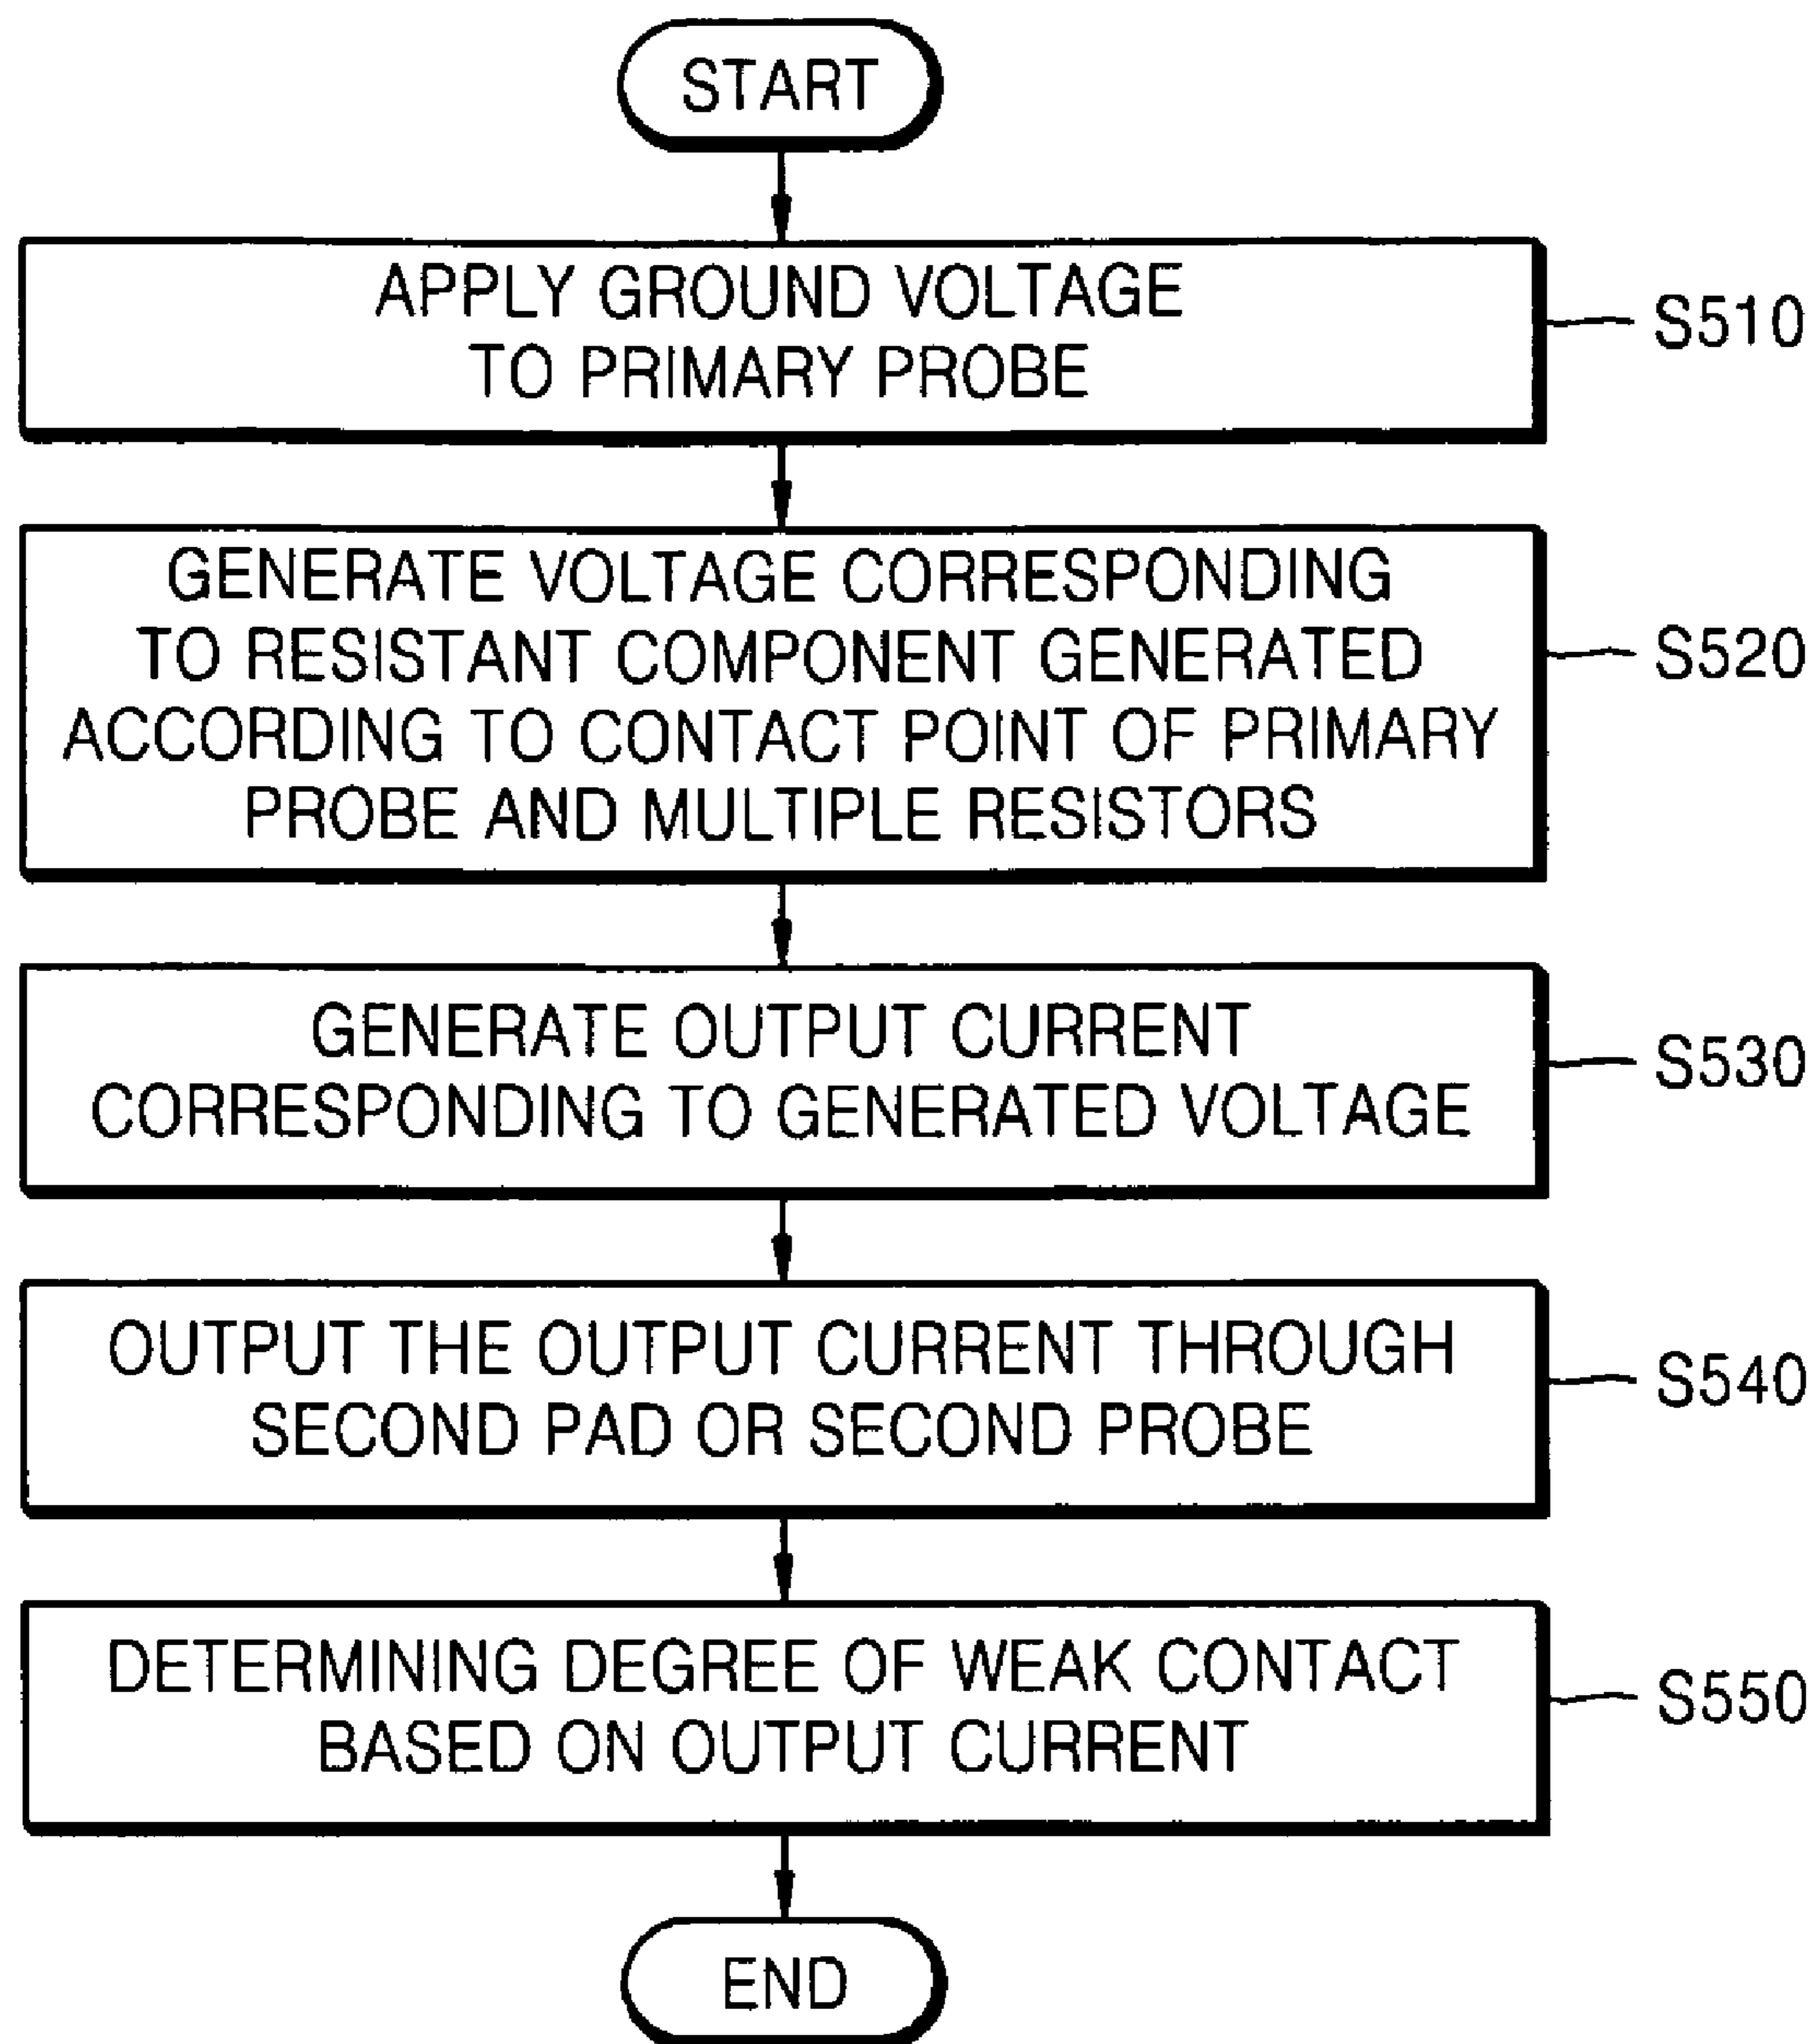 START
APPLY GROUND VOLTAGE
TO PRIMARY PROBE
S510
GENERATE VOLTAGE CORRESPONDING
TO RESISTANT COMPONENT GENERATED
ACCORDING TO CONTACT POINT OF PRIMARY
PROBE AND MULTIPLE RESISTORS
S520
GENERATE OUTPUT CURRENT
CORRESPONDING TO GENERATED VOLTAGE
S530
OUTPUT THE OUTPUT CURRENT THROUGH
SECOND PAD OR SECOND PROBE
S540
DETERMINING DEGREE OF WEAK CONTACT
BASED ON OUTPUT CURRENT
S550
END